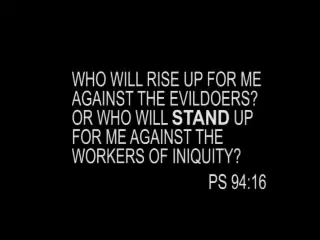 WHO WILL RISE UP FOR ME
AGAINST THE EVILDOERS?
OR WHO WILL STAND UP
FOR ME AGAINST THE
WORKERS OF INIQUITY?
PS 94:16